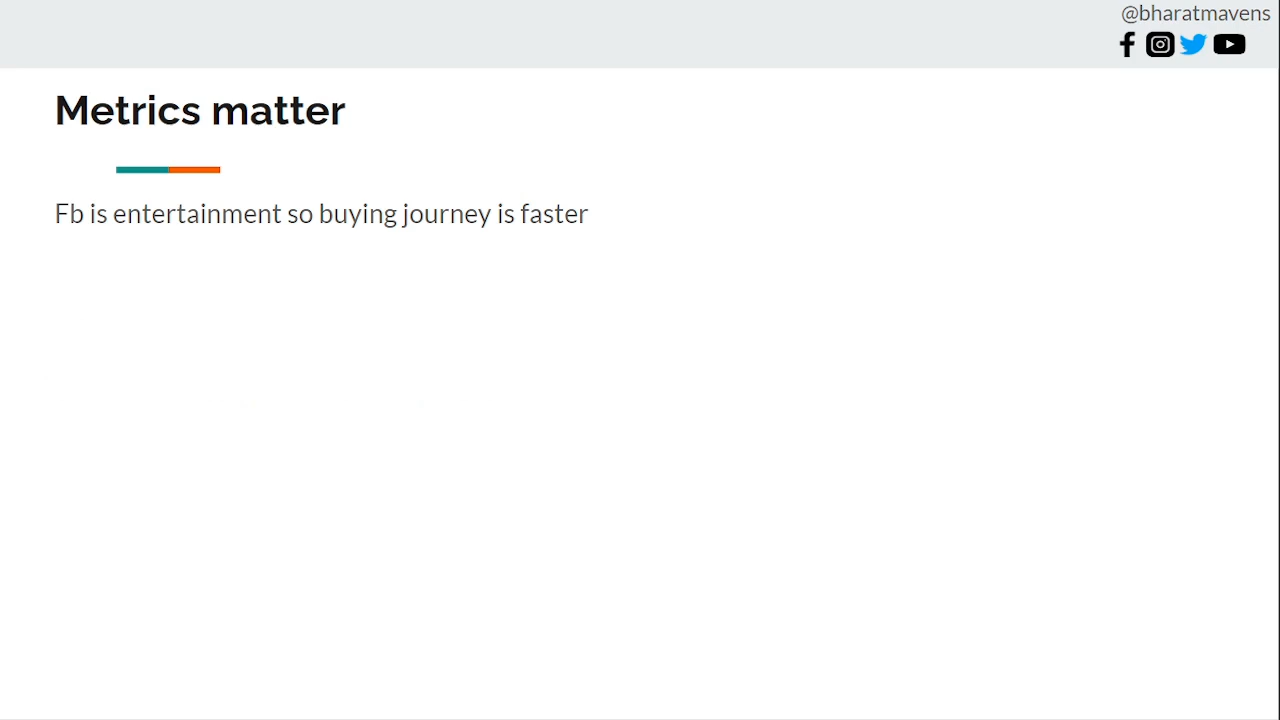 @bharatmavens
Metrics matter
Fb is entertainment so buying journey is faster